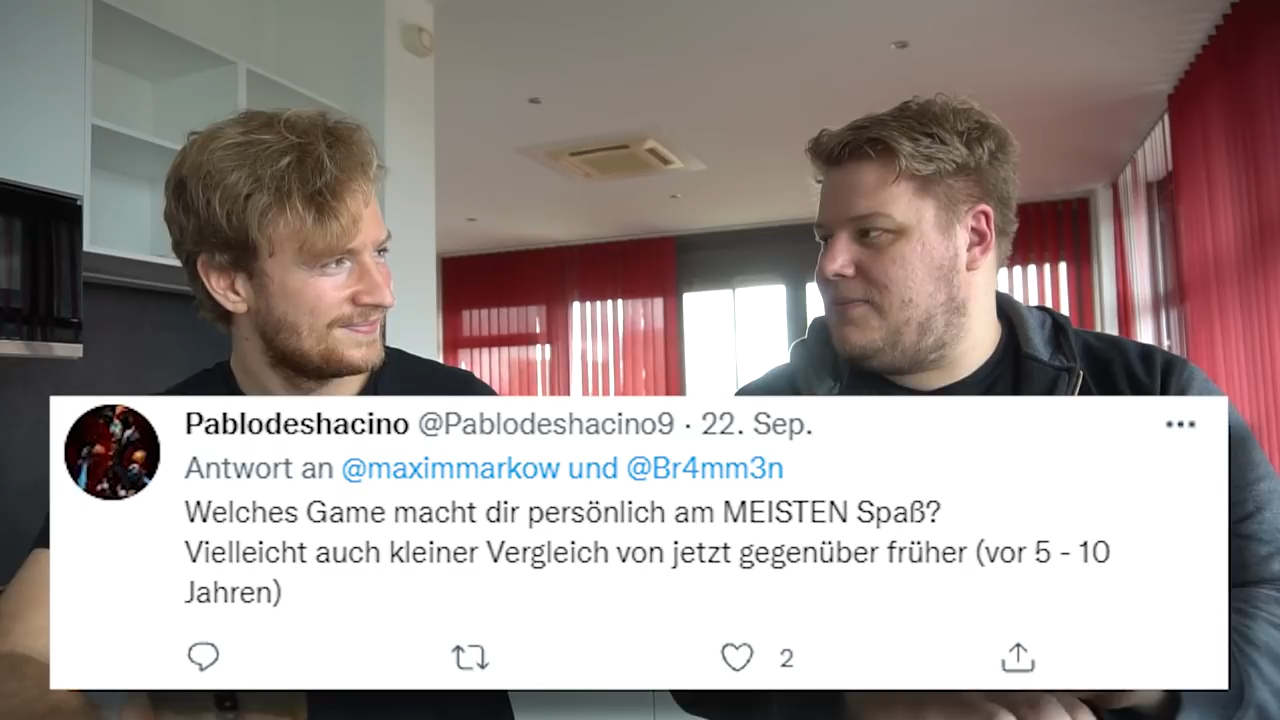 Pablodeshacino @Pablodeshacino9 · 22. Sep.
Antwort an @maximmarkow und @Br4mm3n
Welches Game macht dir persönlich am MEISTEN Spaß?
Vielleicht auch kleiner Vergleich von jetzt gegenüber früher (vor 5 - 10
Jahren)
2